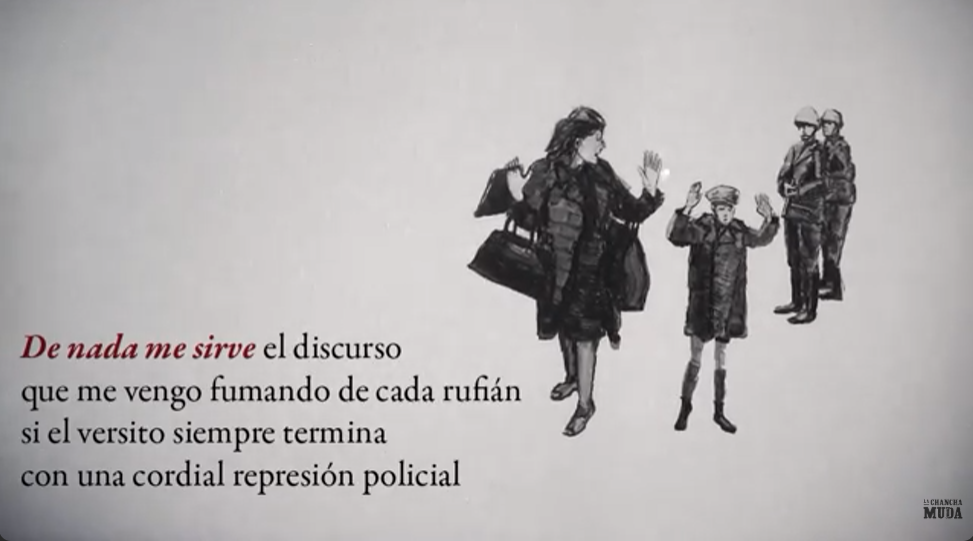 De nada me sirve el discurso
que me vengo fumando de cada rufián
si el versito siempre termina
con una cordial represión policial
LA CHANCHA
MUDA